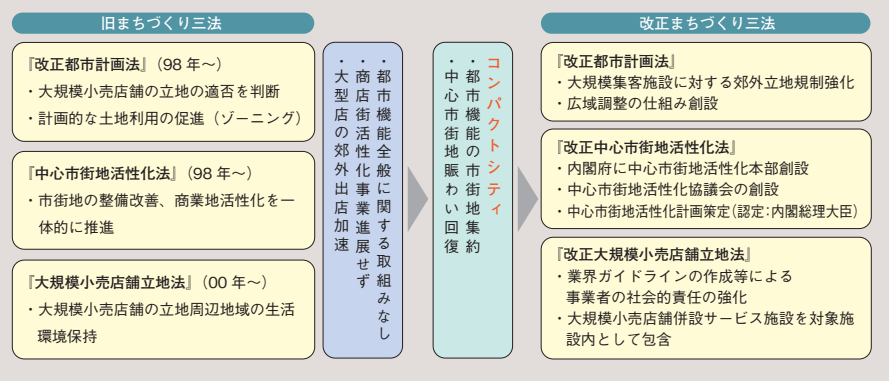 旧まちづくり三法
『改正都市計画法』（98 年〜）
・大規模小売店舗の立地の適否を判断
・計画的な土地利用の促進（ゾーニング）
『中心市街地活性化法』（98 年〜）
・市街地の整備改善、商業地活性化を一
体的に推進
『大規模小売店舗立地法』（00 年〜）
・大規模小売店舗の立地周辺地域の生活
環境保持
・都市機能全般に関する取組みなし
・商店街活性化事業進展せず
・大型店の郊外出店加速
コンパクトシティ
・都市機能の市街地集約
・中心市街地賑わい回復
改正まちづくり三法
『改正都市計画法』
・大規模集客施設に対する郊外立地規制強化
・広域調整の仕組み創設
『改正中心市街地活性化法』
・内閣府に中心市街地活性化本部創設
・中心市街地活性化協議会の創設
・中心市街地活性化計画策定（認定：内閣総理大臣）
『改正大規模小売店舗立地法』
・業界ガイドラインの作成等による
事業者の社会的責任の強化
・大規模小売店舗併設サービス施設を対象施
設内として包含